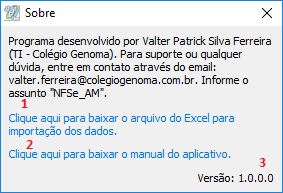 Sobre
Programa desenvolvido por Valter Patrick Silva Ferreira
(TI - Colégio Genoma). Para suporte ou qualquer
dúvida, entre em contato através do email:
valter.ferreira@colegiogenoma.com.br. Informe o
assunto "NFSe_AM".
1
Clique aqui para baixar o arquivo do Excel para
importação dos dados.
2
Clique aqui para baixar o manual do aplicativo.
3
Versão: 1.0.0.0